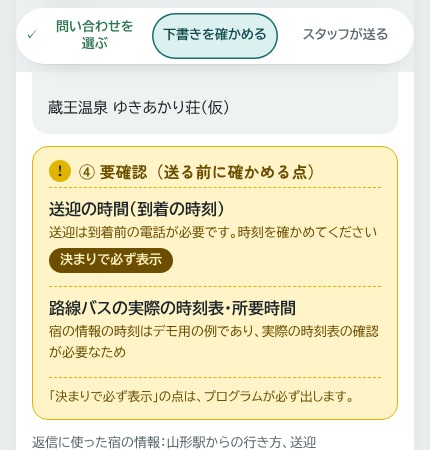 ✓ 問い合わせを
選ぶ
下書きを確かめる
スタッフが送る
蔵王温泉 ゆきあかり荘(仮)
! ④ 要確認（送る前に確かめる点）
送迎の時間(到着の時刻)
送迎は到着前の電話が必要です。時刻を確かめてください
決まりで必ず表示
路線バスの実際の時刻表・所要時間
宿の情報の時刻はデモ用の例であり、実際の時刻表の確認
が必要なため
「決まりで必ず表示」の点は、プログラムが必ず出します。
返信に使った宿の情報：山形駅からの行き方、送迎